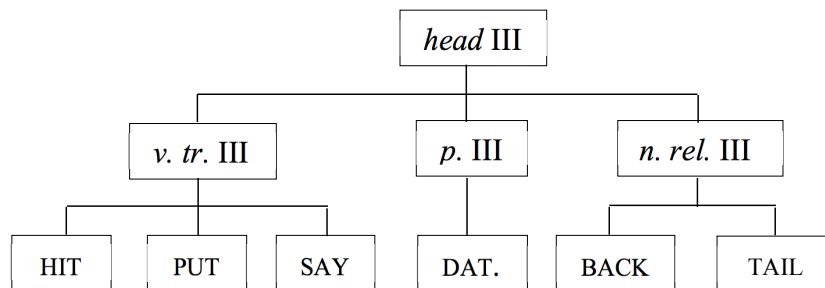 head III
v. tr. III p. III n. rel. III
HIT PUT SAY DAT. BACK TAIL